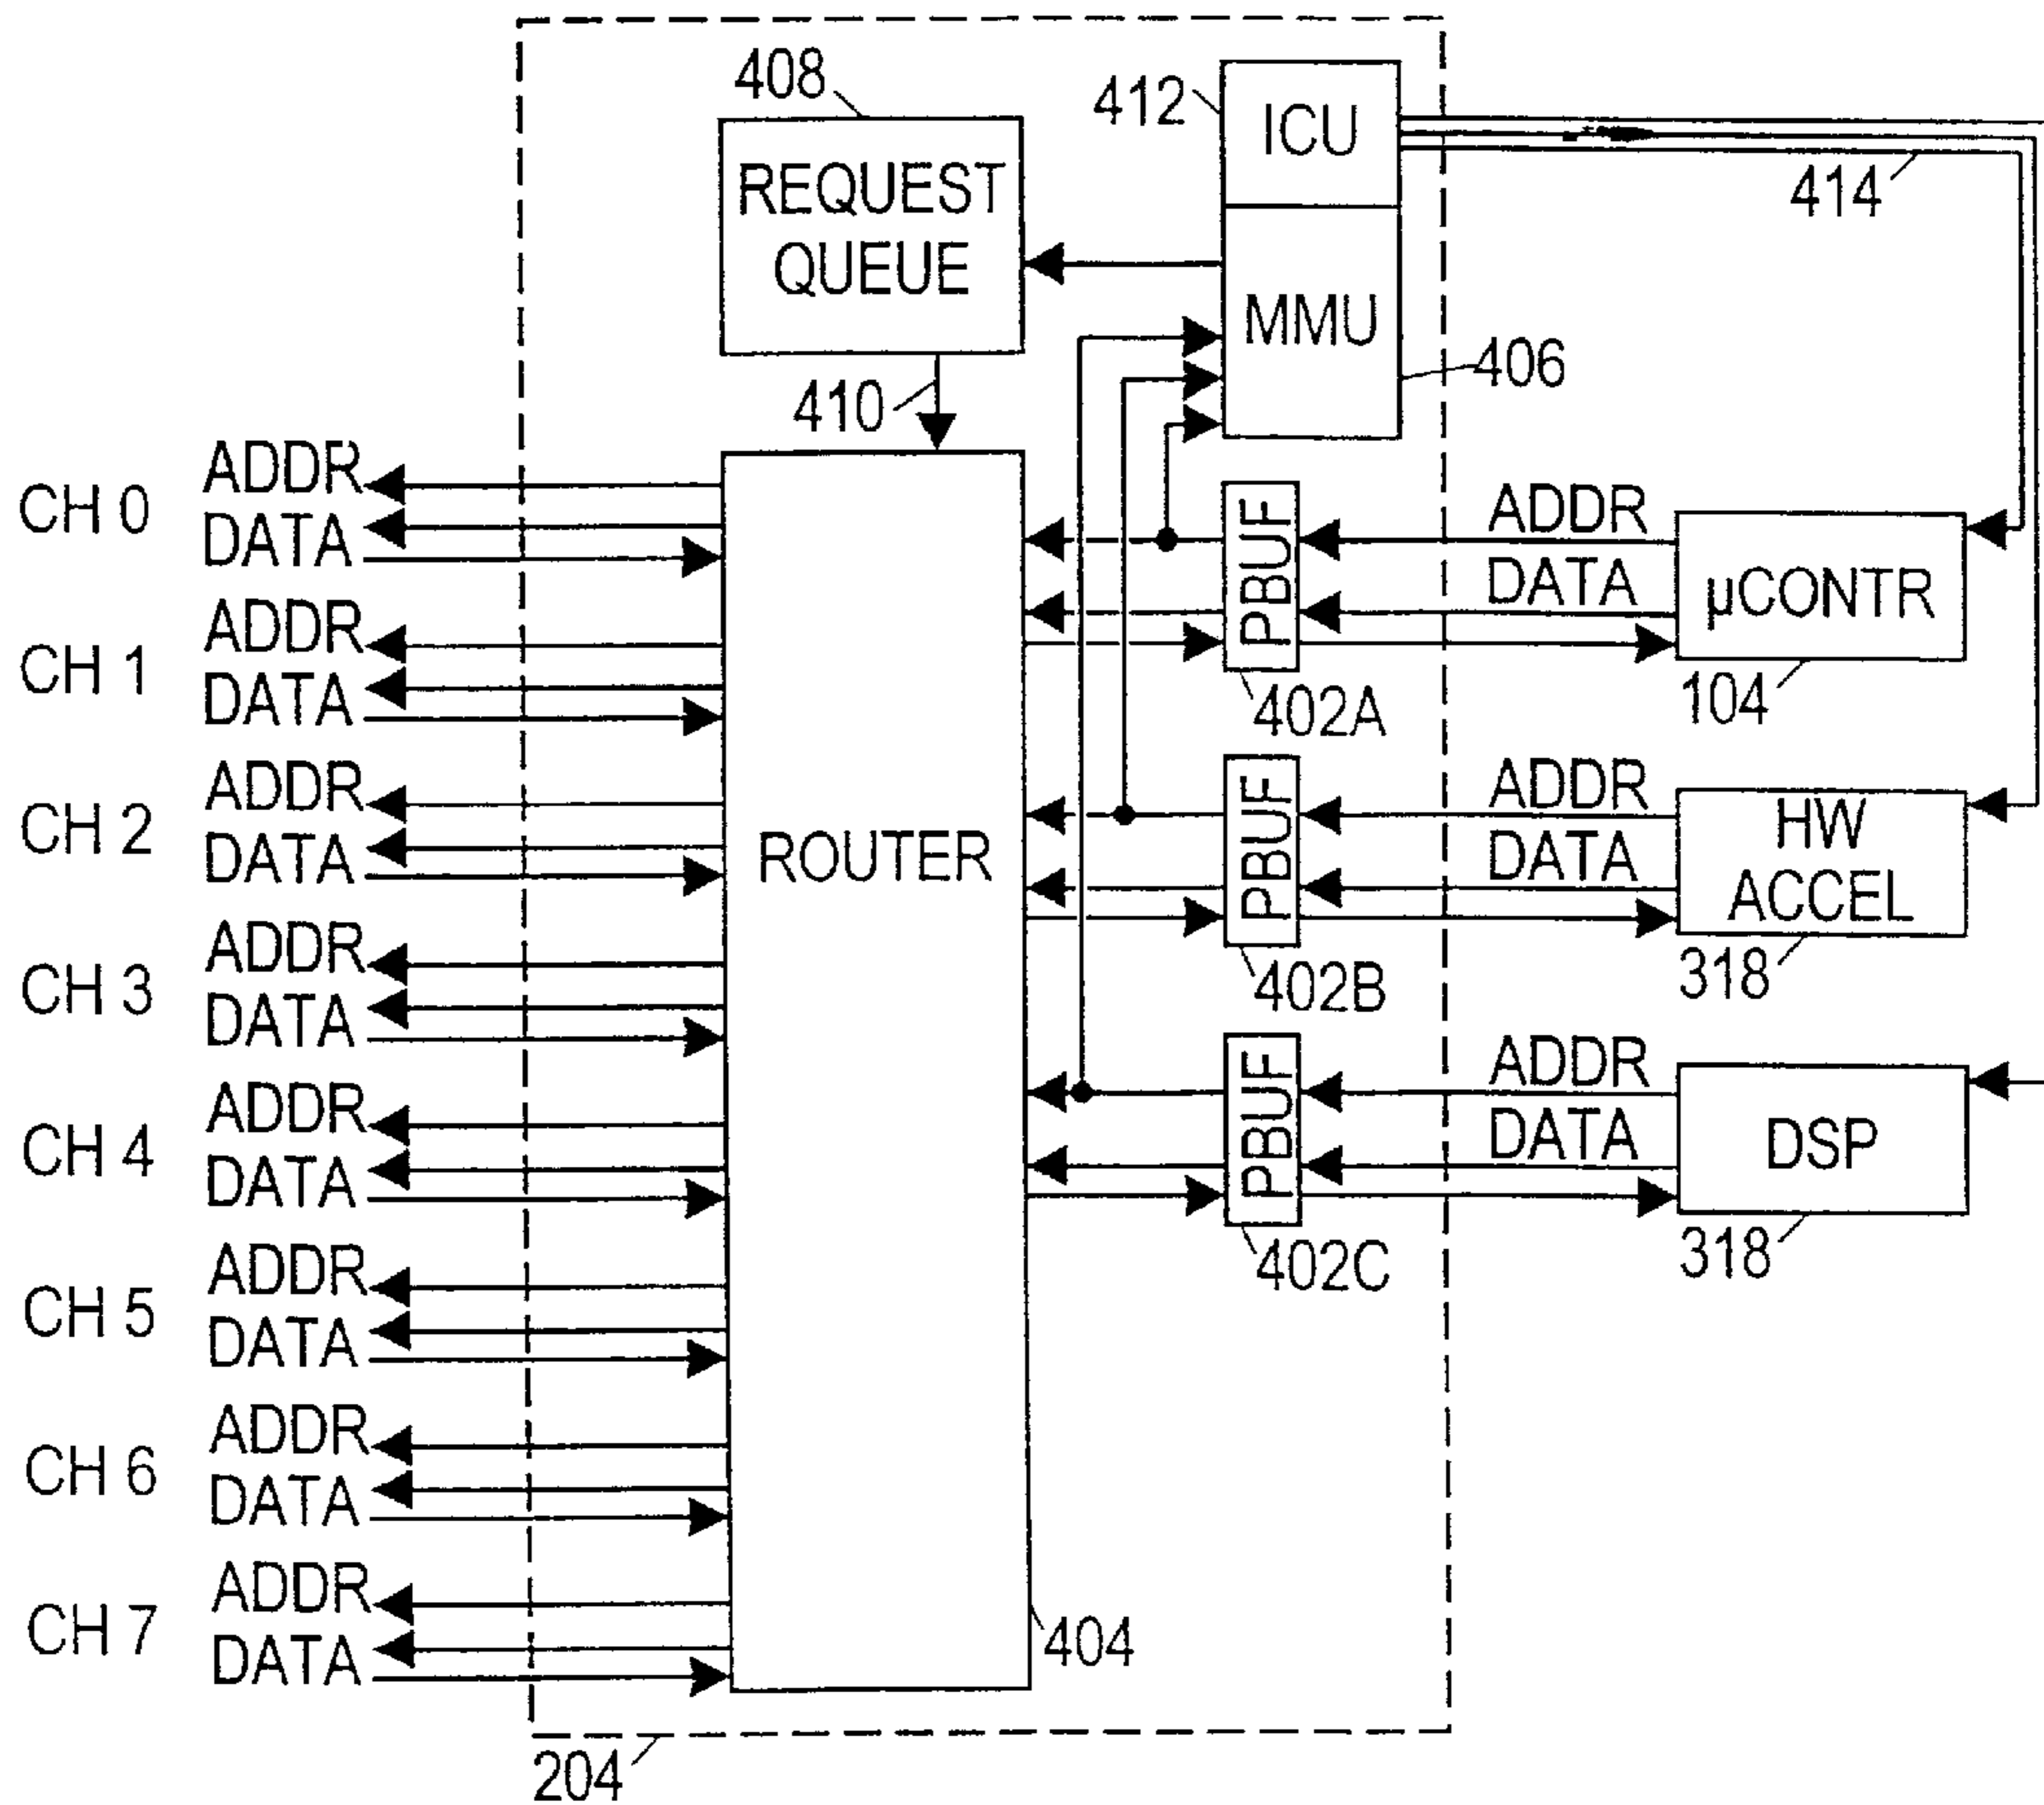 408
REQUEST
QUEUE
412
ICU
414
MMU
406
410
CH 0
ADDR
DATA
CH 1
ADDR
DATA
CH 2
ADDR
DATA
CH 3
ADDR
DATA
CH 4
ADDR
DATA
CH 5
ADDR
DATA
CH 6
ADDR
DATA
CH 7
ADDR
DATA
ROUTER
404
PBUF
402A
ADDR
DATA
µCONTR
104
PBUF
402B
ADDR
DATA
HW
ACCEL
318
PBUF
402C
ADDR
DATA
DSP
318
204